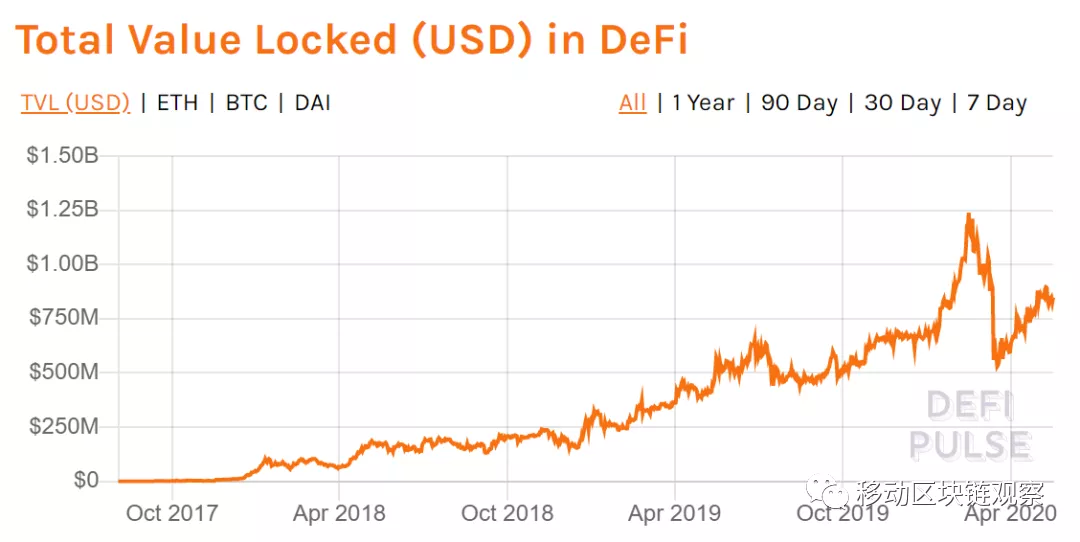 Total Value Locked (USD) in DeFi
TVL (USD) | ETH | BTC | DAI
All | 1 Year | 90 Day | 30 Day | 7 Day
$1.50B
$1.25B
$1.00B
$750M
$500M
$250M
$0
DEFI
PULSE
移动区块链观察
Oct 2017 Apr 2018 Oct 2018 Apr 2019 Oct 2019 Apr 2020